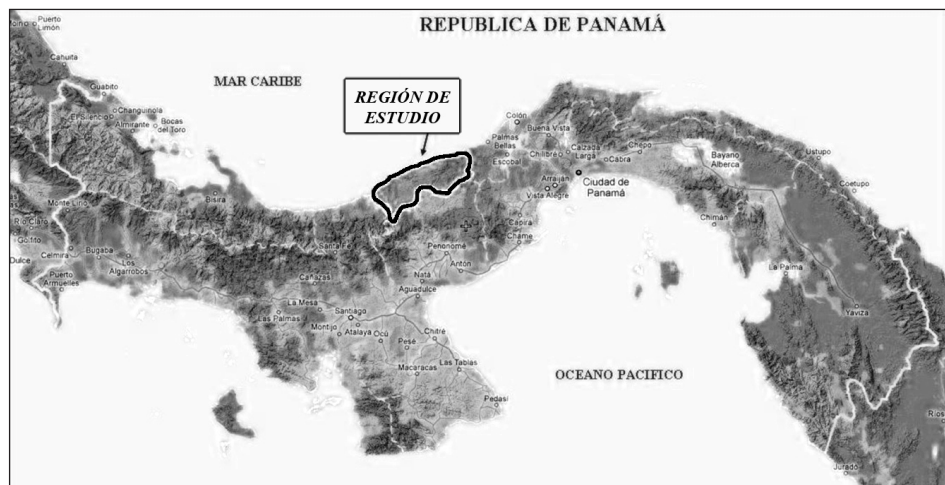 REPUBLICA DE PANAMÁ
MAR CARIBE
REGIÓN DE
ESTUDIO
OCEANO PACIFICO
Puerto
Limón
Cahuita
Guabito
Changuinola
El Silencio
Almirante
Bocas
del Toro
Bisira
Monte Lirio
Río Claro
Golfito
Dulce
Celmira
Bugaba
Los
Algarrobos
Puerto
Armuelles
Santa Fe
Cañazas
La Mesa
Las Palmas
Santiago
Montijo
Atalaya
Ocú
Pesé
Chitré
Macaracas
Las Tablas
Pedasí
Penonomé
Antón
Natá
Aguadulce
Colón
Palmas
Bellas
Buena Vista
Escobal
Chilibre
Calzada
Larga
Cabra
Chepo
Arraiján
Vista Alegre
Ciudad de
Panamá
Capira
Chame
Bayano
Alberca
Ustupo
Coetupo
Chimán
La Palma
Yaviza
Juradó